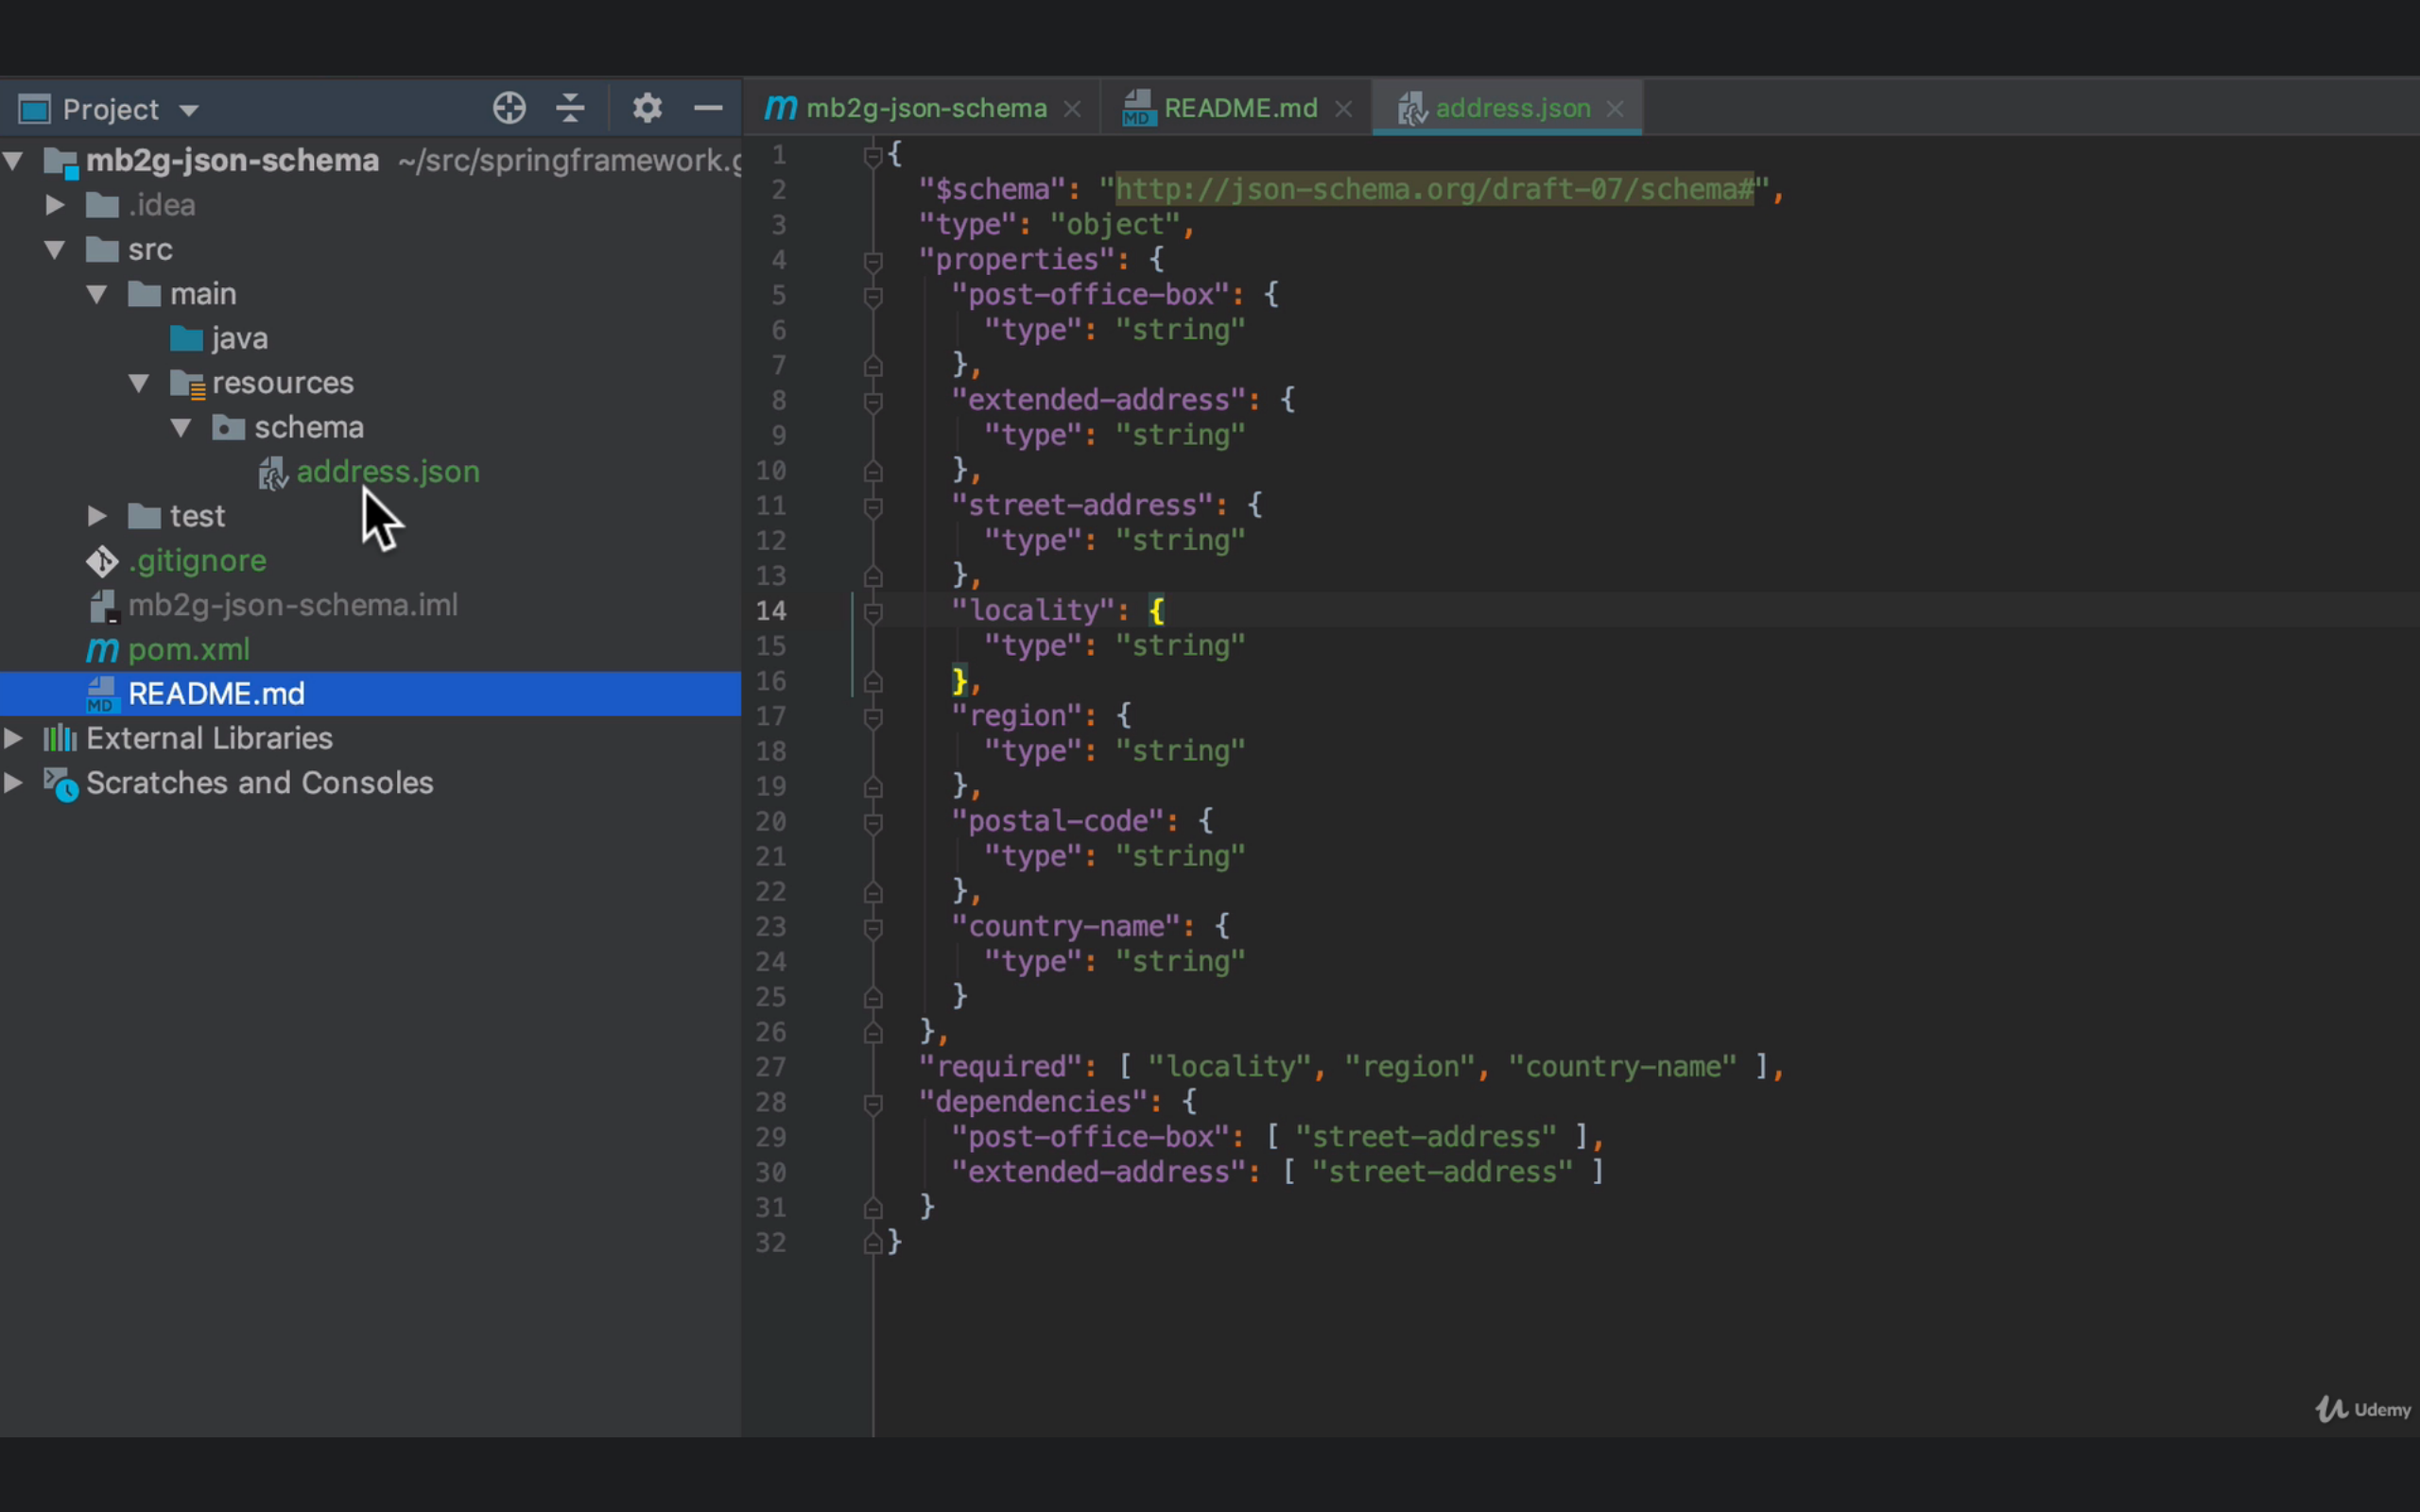 Project
mb2g-json-schema ~/src/springframework.g
.idea
src
main
java
resources
schema
address.json
test
.gitignore
mb2g-json-schema.iml
m pom.xml
MD README.md
External Libraries
Scratches and Consoles
m mb2g-json-schema
MD README.md
address.json
1 {
2 "$schema": "http://json-schema.org/draft-07/schema#",
3 "type": "object",
4 "properties": {
5 "post-office-box": {
6 "type": "string"
7 },
8 "extended-address": {
9 "type": "string"
10 },
11 "street-address": {
12 "type": "string"
13 },
14 "locality": {
15 "type": "string"
16 },
17 "region": {
18 "type": "string"
19 },
20 "postal-code": {
21 "type": "string"
22 },
23 "country-name": {
24 "type": "string"
25 }
26 },
27 "required": [ "locality", "region", "country-name" ],
28 "dependencies": {
29 "post-office-box": [ "street-address" ],
30 "extended-address": [ "street-address" ]
31 }
32 }
Udemy